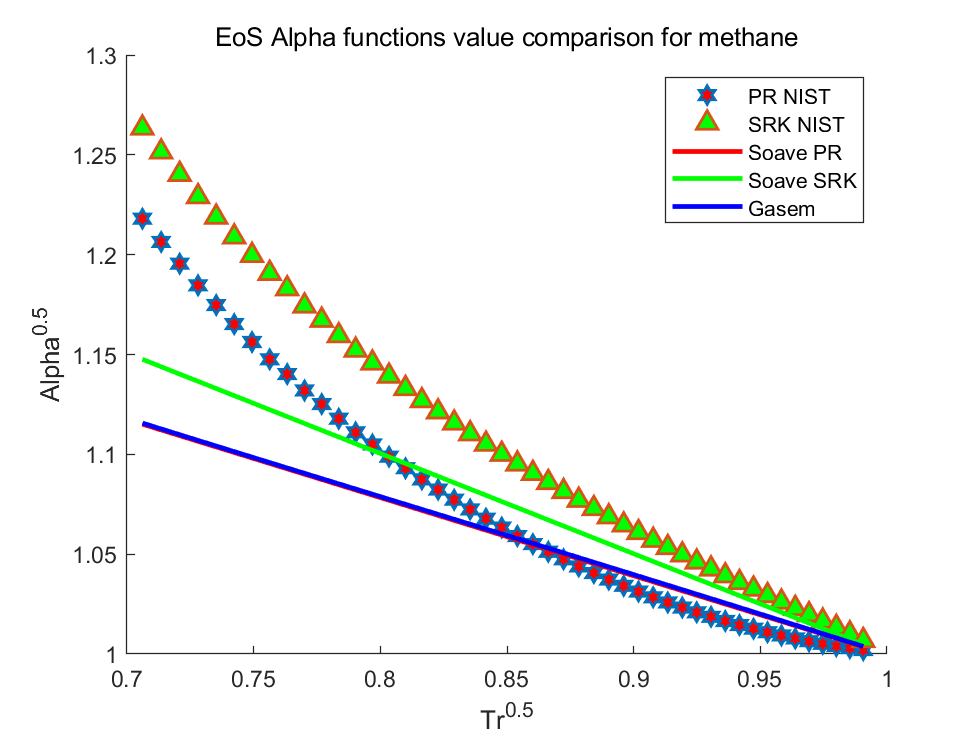 EoS Alpha functions value comparison for methane
1.3
1.25
1.2
1.15
1.1
1.05
1
Alpha^0.5
PR NIST
SRK NIST
Soave PR
Soave SRK
Gasem
0.7 0.75 0.8 0.85 0.9 0.95 1
Tr^0.5